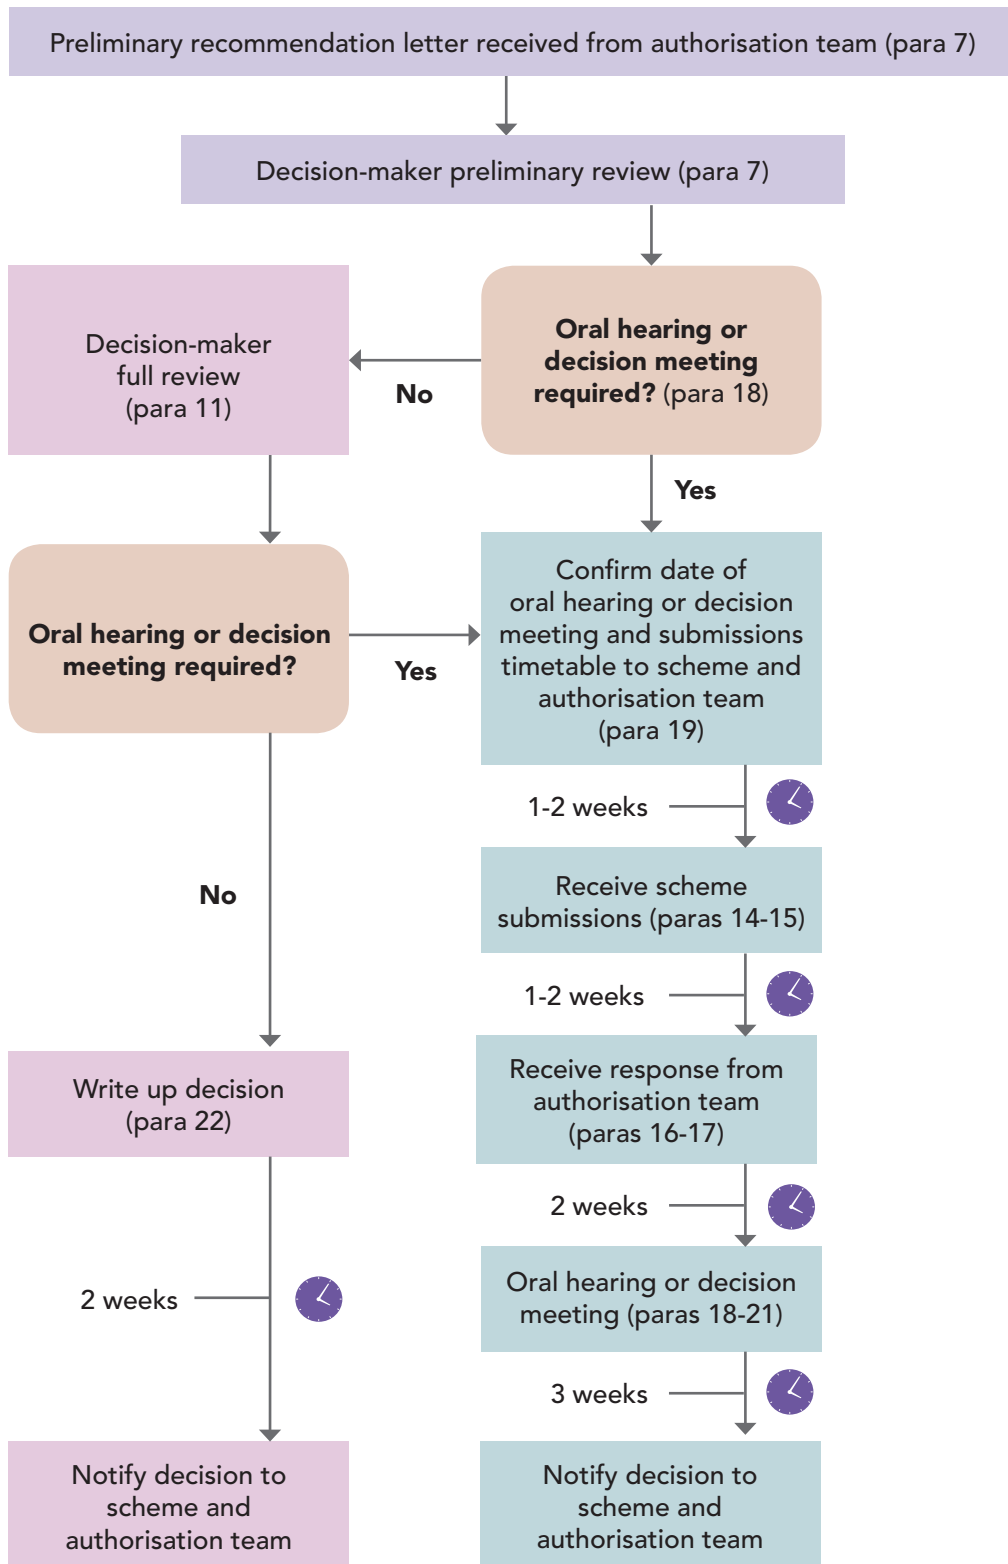 Preliminary recommendation letter received from authorisation team (para 7)
Decision-maker preliminary review (para 7)
Oral hearing or
decision meeting
required? (para 18)
No
Decision-maker
full review
(para 11)
Yes
Oral hearing or decision
meeting required?
Yes
Confirm date of
oral hearing or decision
meeting and submissions
timetable to scheme and
authorisation team
(para 19)
1-2 weeks
Receive scheme
submissions (paras 14-15)
1-2 weeks
Receive response from
authorisation team
(paras 16-17)
2 weeks
Oral hearing or decision
meeting (paras 18-21)
3 weeks
Notify decision to
scheme and
authorisation team
No
Write up decision
(para 22)
2 weeks
Notify decision to
scheme and
authorisation team